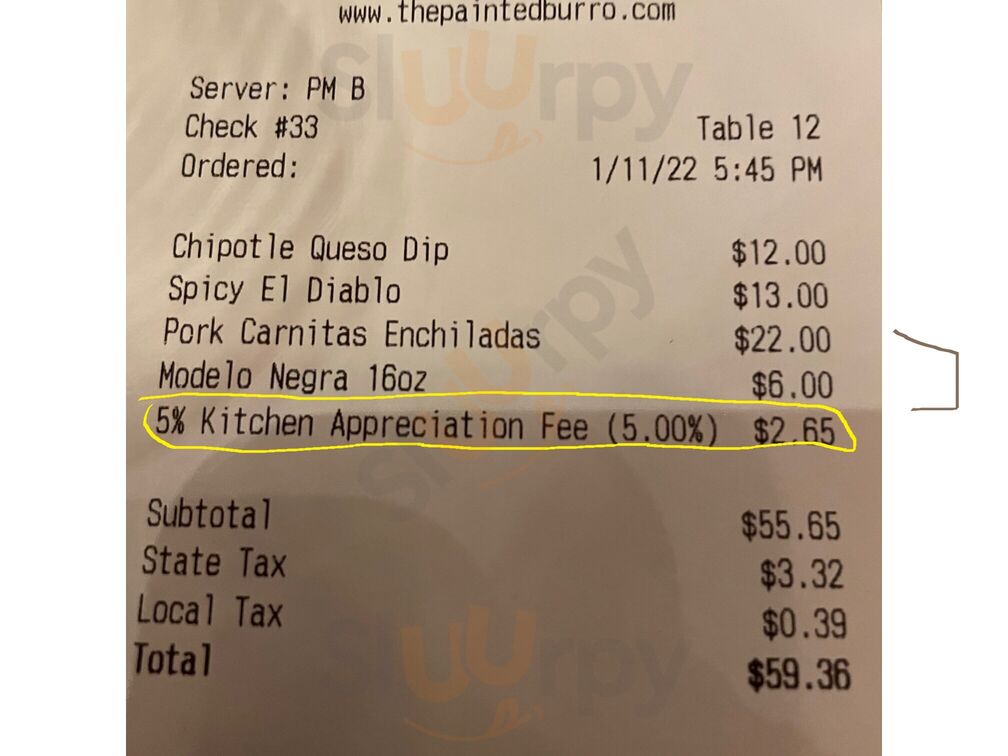 www.thepaintedburro.com
Server: PM B
Check #33 Table 12
Ordered: 1/11/22 5:45 PM
Chipotle Queso Dip $12.00
Spicy El Diablo $13.00
Pork Carnitas Enchiladas $22.00
Modelo Negra 16oz $6.00
5% Kitchen Appreciation Fee (5.00%) $2.65
Subtotal $55.65
State Tax $3.32
Local Tax $0.39
Total $59.36
Sluurpy
Sluurpy
Sluurpy